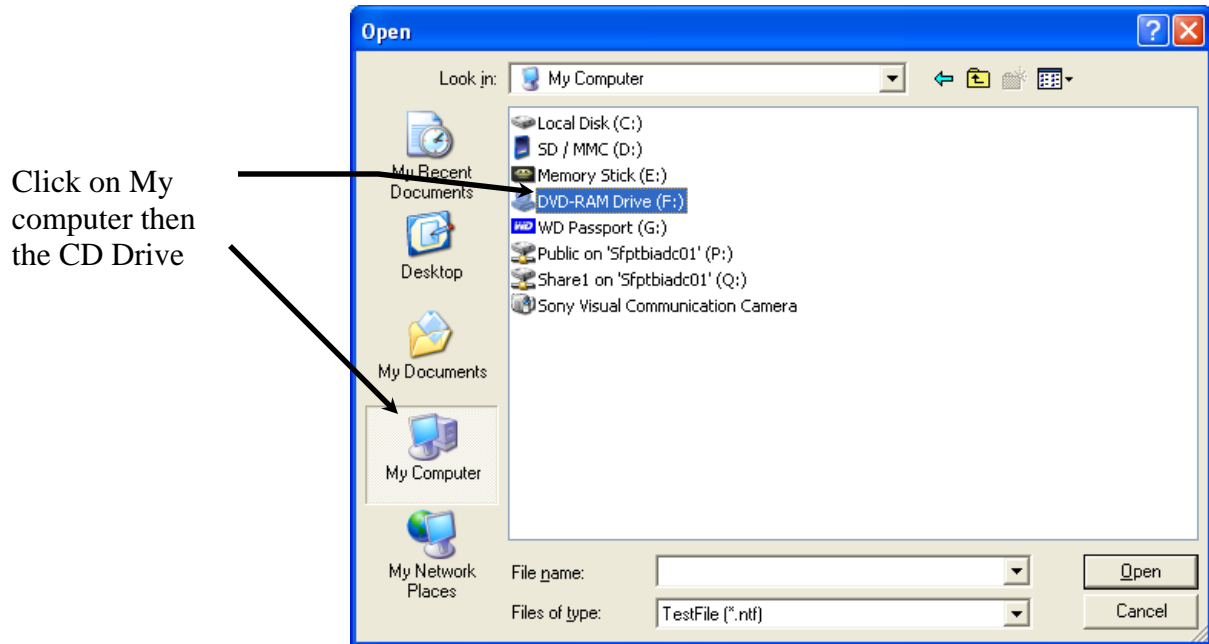 Open
Look in:
My Computer
Local Disk (C:)
SD / MMC (D:)
My Recent
Documents
Memory Stick (E:)
DVD-RAM Drive (F:)
WD WD Passport (G:)
Public on 'Sfptbiadc01' (P:)
Share1 on 'Sfptbiadc01' (Q:)
Sony Visual Communication Camera
Click on My
computer then
the CD Drive
Desktop
My Documents
My Computer
My Network
Places
File name:
Open
Files of type:
TestFile (*.ntf)
Cancel